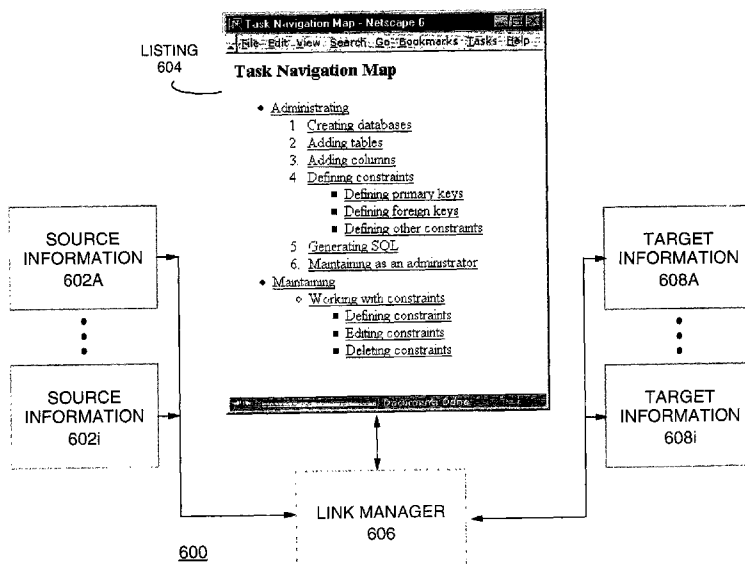 Task Navigation Map - Netscape 6
File Edit View Search Go Bookmarks Tasks Help
LISTING
604
Task Navigation Map
Administrating
1 Creating databases
2 Adding tables
3. Adding columns
4 Defining constraints
Defining primary keys
Defining foreign keys
Defining other constraints
5 Generating SQL
6. Maintaining as an administrator
Maintaining
Working with constraints
Defining constraints
Editing constraints
Deleting constraints
Document: Done
SOURCE
INFORMATION
602A
SOURCE
INFORMATION
602i
TARGET
INFORMATION
608A
TARGET
INFORMATION
608i
LINK MANAGER
606
600